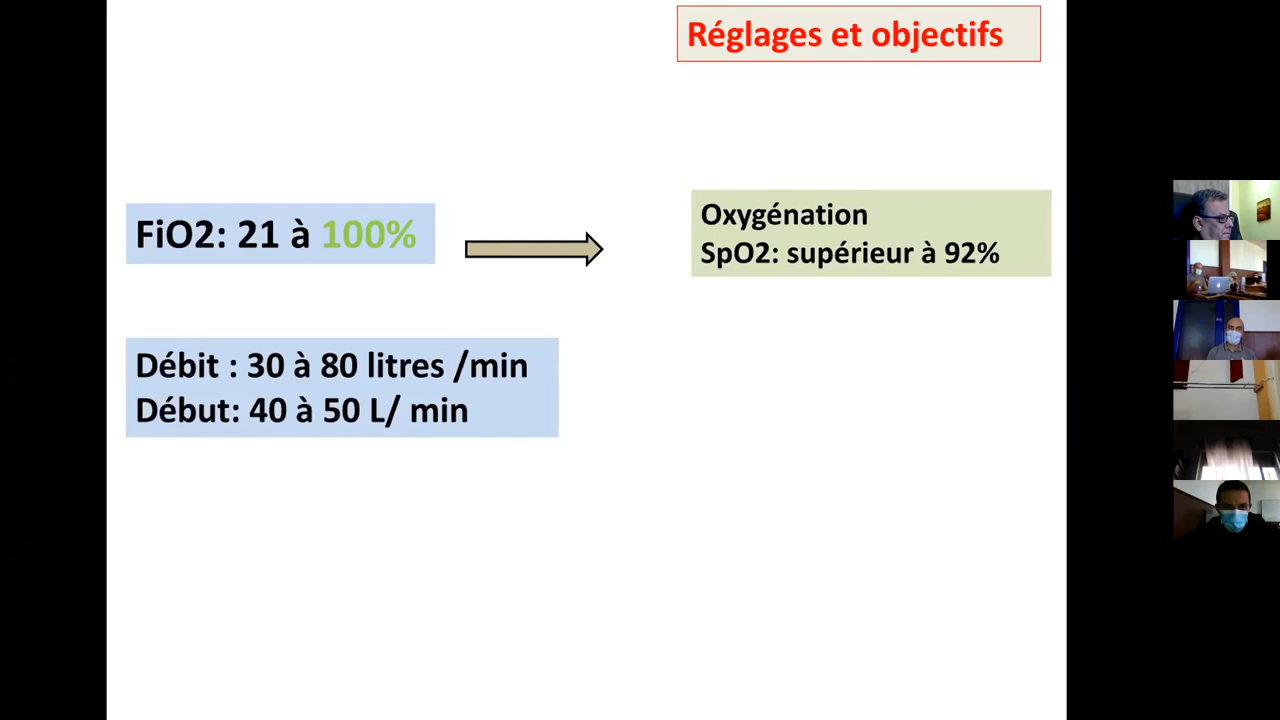 Réglages et objectifs
FiO2: 21 à 100%
Oxygénation
SpO2: supérieur à 92%
Débit : 30 à 80 litres /min
Début: 40 à 50 L/ min